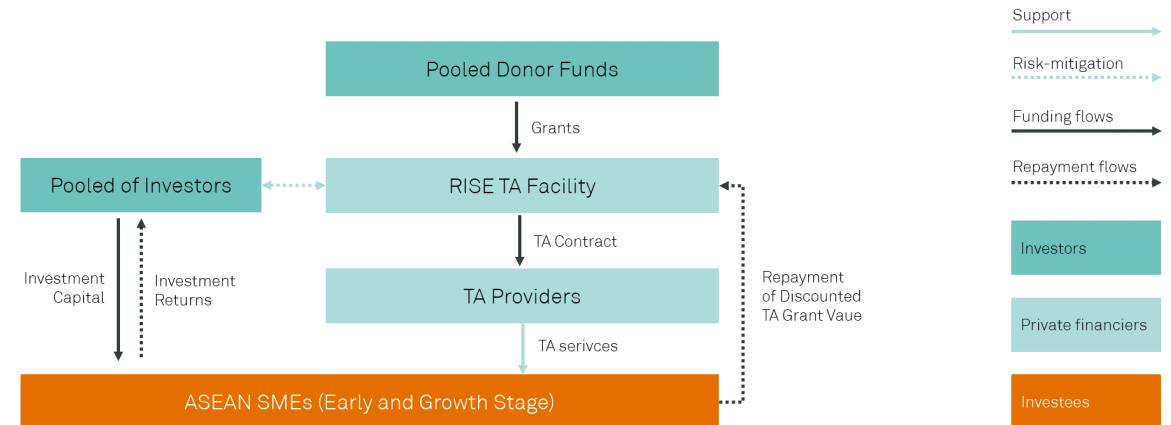 Pooled Donor Funds
Grants
Pooled of Investors
RISE TA Facility
TA Contract
Investment
Capital
Investment
Returns
TA Providers
Repayment
of Discounted
TA Grant Vaue
TA serivces
ASEAN SMEs (Early and Growth Stage)
Support
Risk-mitigation
Funding flows
Repayment flows
Investors
Private financiers
Investees